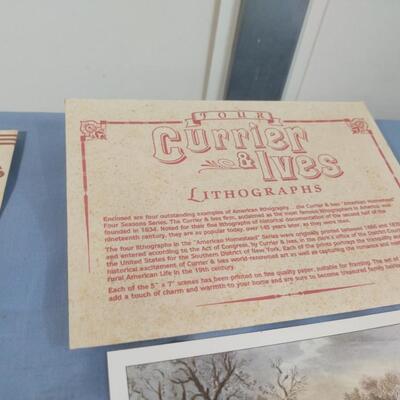 FOUR
Currier
& Ives
LITHOGRAPHS
Enclosed are four outstanding examples of American lithography ... the Currier & Ives "American Homestead"
Four Seasons Series. The Currier & Ives firm, acclaimed as the most famous lithographers in America, was
founded in 1834. Noted for their fine lithographs of historical documentation of the second half of the
nineteenth century, they are as popular today, over 145 years later, as they were then.
The four lithographs in the "American Homestead" Series were originally printed between 1868 and 1869
and entered according to the Act of Congress, by Currier & Ives, in the Clerk's office of the District Court
the United States for the Southern District of New York. Each of the prints portrays the tranquility and
historical excitement of Currier & Ives world-renowned art as well as capturing the romance and
rural American Life in the 19th century.
Each of the 5" x 7" scenes has been printed on fine quality paper, suitable for framing. The set of
add a touch of charm and warmth to your home and are sure to become treasured family